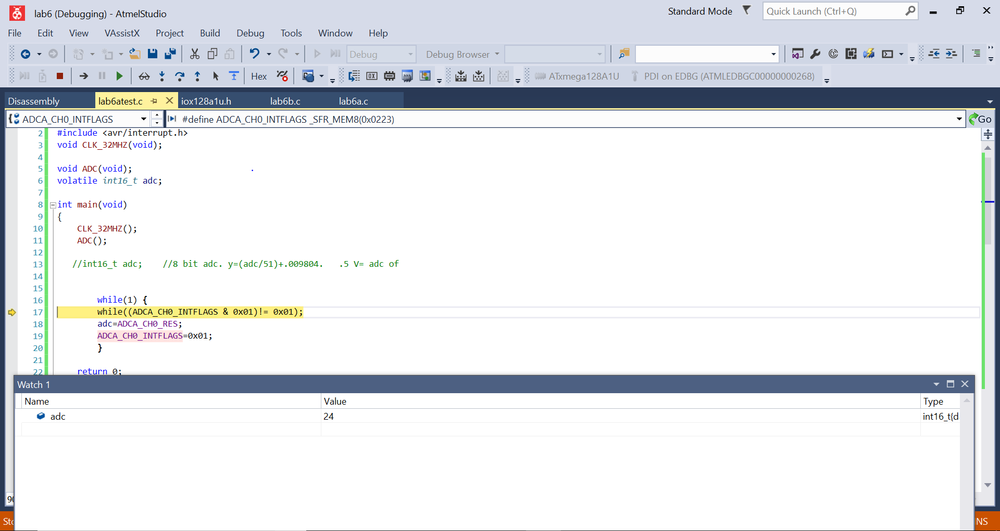 lab6 (Debugging) - AtmelStudio
Standard Mode
Quick Launch (Ctrl+Q)
File Edit View VAssistX Project Build Debug Tools Window Help
Debug
Debug Browser
Hex
ATxmega128A1U
PDI on EDBG (ATMLEDBGC00000000268)
Disassembly
lab6atest.c
iox128a1u.h
lab6b.c
lab6a.c
ADCA_CH0_INTFLAGS
#define ADCA_CH0_INTFLAGS _SFR_MEM8(0x0223)
Go
2 #include <avr/interrupt.h>
3 void CLK_32MHZ(void);
4
5 void ADC(void); .
6 volatile int16_t adc;
7
8 int main(void)
9 {
10 CLK_32MHZ();
11 ADC();
12
13 //int16_t adc; //8 bit adc. y=(adc/51)+.009804. .5 V= adc of
14
15
16 while(1) {
17 while((ADCA_CH0_INTFLAGS & 0x01)!= 0x01);
18 adc=ADCA_CH0_RES;
19 ADCA_CH0_INTFLAGS=0x01;
20 }
21
22 return 0;
Watch 1
Name Value Type
adc 24 int16_t{d
90
Sto
NS